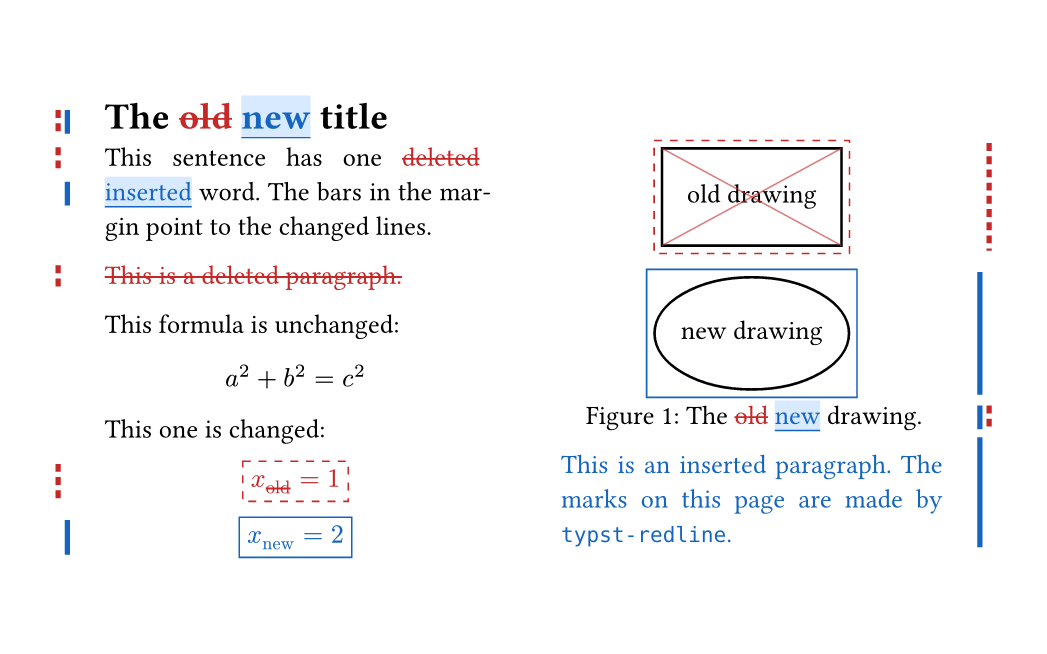 The old new title
This sentence has one deleted
inserted word. The bars in the mar-
gin point to the changed lines.
This is a deleted paragraph.
This formula is unchanged:
a² + b² = c²
This one is changed:
x_old = 1
x_new = 2
old drawing
new drawing
Figure 1: The old new drawing.
This is an inserted paragraph. The
marks on this page are made by
typst-redline.